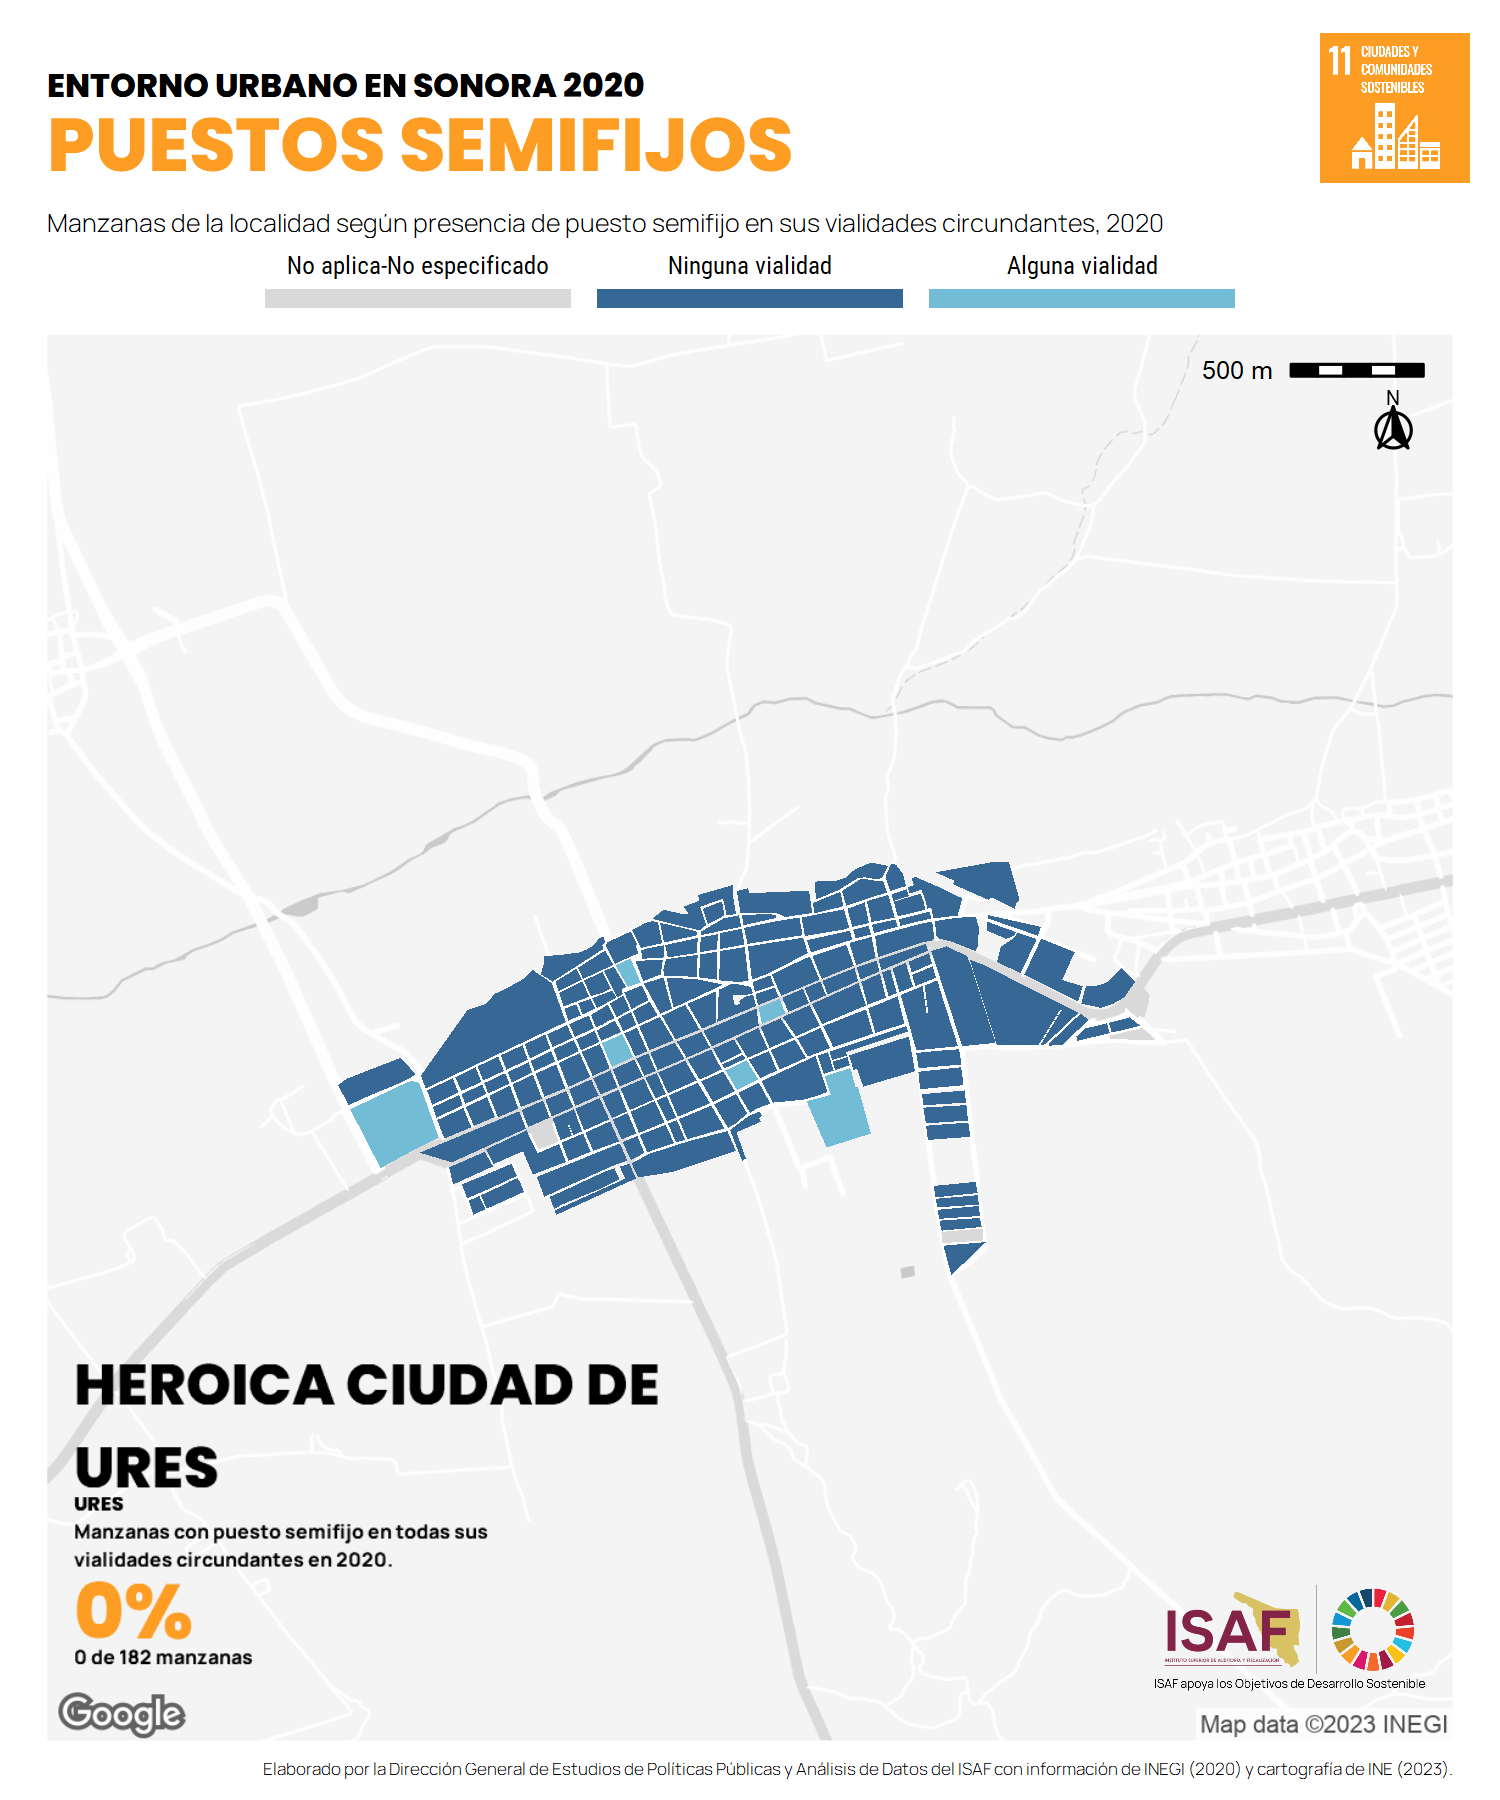 ENTORNO URBANO EN SONORA 2020
PUESTOS SEMIFIJOS
11 CIUDADES Y
COMUNIDADES
SOSTENIBLES
Manzanas de la localidad según presencia de puesto semifijo en sus vialidades circundantes, 2020
No aplica-No especificado Ninguna vialidad Alguna vialidad
500 m
N
HEROICA CIUDAD DE
URES
URES
Manzanas con puesto semifijo en todas sus
vialidades circundantes en 2020.
0%
0 de 182 manzanas
ISAF
INSTITUTO SUPERIOR DE AUDITORÍA Y FISCALIZACIÓN
ISAF apoya los Objetivos de Desarrollo Sostenible
Google
Map data ©2023 INEGI
Elaborado por la Dirección General de Estudios de Políticas Públicas y Análisis de Datos del ISAF con información de INEGI (2020) y cartografía de INE (2023).